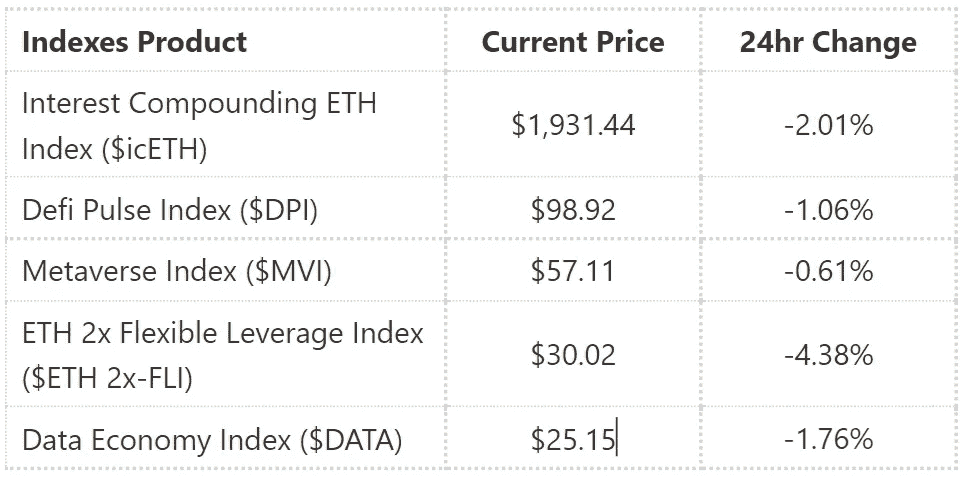 Indexes Product Current Price 24hr Change
Interest Compounding ETH
Index ($icETH) $1,931.44 -2.01%
Defi Pulse Index ($DPI) $98.92 -1.06%
Metaverse Index ($MVI) $57.11 -0.61%
ETH 2x Flexible Leverage Index
($ETH 2x-FLI) $30.02 -4.38%
Data Economy Index ($DATA) $25.15 -1.76%